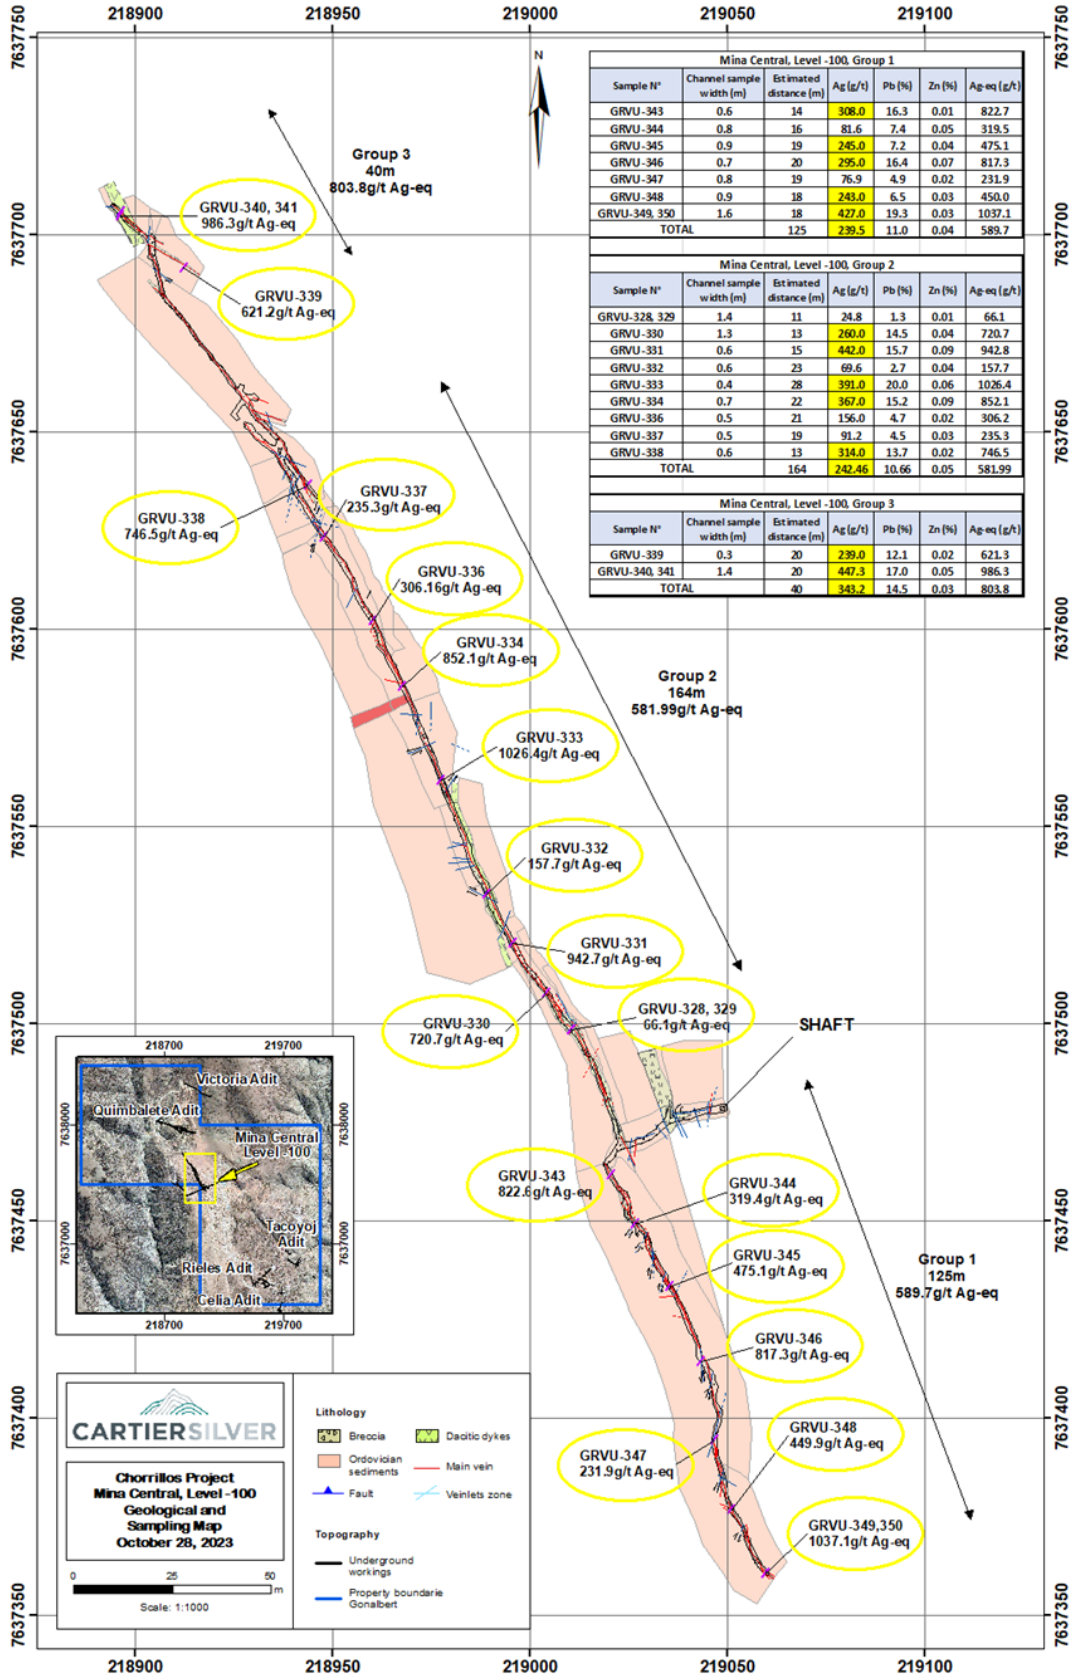 218900 218950 219000 219050 219100
7637750 7637750
N
Mina Central, Level -100, Group 1
Sample N° Channel sample width (m) Estimated distance (m) Ag (g/t) Pb (%) Zn (%) Ag-eq (g/t)
GRVU-343 0.6 14 308.0 16.3 0.01 822.7
GRVU-344 0.8 16 81.6 7.4 0.05 319.5
GRVU-345 0.9 19 245.0 7.2 0.04 475.1
GRVU-346 0.7 20 295.0 16.4 0.07 817.3
GRVU-347 0.8 19 76.9 4.9 0.02 231.9
GRVU-348 0.9 18 243.0 6.5 0.03 450.0
GRVU-349, 350 1.6 18 427.0 19.3 0.03 1037.1
TOTAL 125 239.5 11.0 0.04 589.7
Mina Central, Level -100, Group 2
Sample N° Channel sample width (m) Estimated distance (m) Ag (g/t) Pb (%) Zn (%) Ag-eq (g/t)
GRVU-328, 329 1.4 11 24.8 1.3 0.01 66.1
GRVU-330 1.3 13 260.0 14.5 0.04 720.7
GRVU-331 0.6 15 442.0 15.7 0.09 942.8
GRVU-332 0.6 23 69.6 2.7 0.04 157.7
GRVU-333 0.4 28 391.0 20.0 0.06 1026.4
GRVU-334 0.7 22 367.0 15.2 0.09 852.1
GRVU-336 0.5 21 156.0 4.7 0.02 306.2
GRVU-337 0.5 19 91.2 4.5 0.03 235.3
GRVU-338 0.6 13 314.0 13.7 0.02 746.5
TOTAL 164 242.46 10.66 0.05 581.99
Mina Central, Level -100, Group 3
Sample N° Channel sample width (m) Estimated distance (m) Ag (g/t) Pb (%) Zn (%) Ag-eq (g/t)
GRVU-339 0.3 20 239.0 12.1 0.02 621.3
GRVU-340, 341 1.4 20 447.3 17.0 0.05 986.3
TOTAL 40 343.2 14.5 0.03 803.8
Group 3
40m
803.8g/t Ag-eq
GRVU-340, 341
986.3g/t Ag-eq
7637700 7637700
GRVU-339
621.2g/t Ag-eq
7637650 7637650
GRVU-337
235.3g/t Ag-eq
GRVU-338
746.5g/t Ag-eq
GRVU-336
306.16g/t Ag-eq
7637600 7637600
GRVU-334
852.1g/t Ag-eq
Group 2
164m
581.99g/t Ag-eq
GRVU-333
1026.4g/t Ag-eq
7637550 7637550
GRVU-332
157.7g/t Ag-eq
GRVU-331
942.7g/t Ag-eq
GRVU-328, 329
66.1g/t Ag-eq
GRVU-330
720.7g/t Ag-eq
7637500 7637500
SHAFT
218700 219700
Victoria Adit
Quimbalete Adit
7638000 7638000
Mina Central
Level -100
Tacoyoj
Adit
7637000 7637000
Rieles Adit
Celia Adit
218700 219700
GRVU-343
822.6g/t Ag-eq
GRVU-344
319.4g/t Ag-eq
7637450 7637450
GRVU-345
475.1g/t Ag-eq
Group 1
125m
589.7g/t Ag-eq
GRVU-346
817.3g/t Ag-eq
7637400 7637400
GRVU-348
449.9g/t Ag-eq
GRVU-347
231.9g/t Ag-eq
GRVU-349,350
1037.1g/t Ag-eq
CARTIERSILVER
Chorrillos Project
Mina Central, Level -100
Geological and
Sampling Map
October 28, 2023
0 25 50
m
Scale: 1:1000
Lithology
Breccia Dacitic dykes
Ordovician
sediments Main vein
Fault Veinlets zone
Topography
Underground
workings
Property boundarie
Gonalbert
7637350 7637350
218900 218950 219000 219050 219100